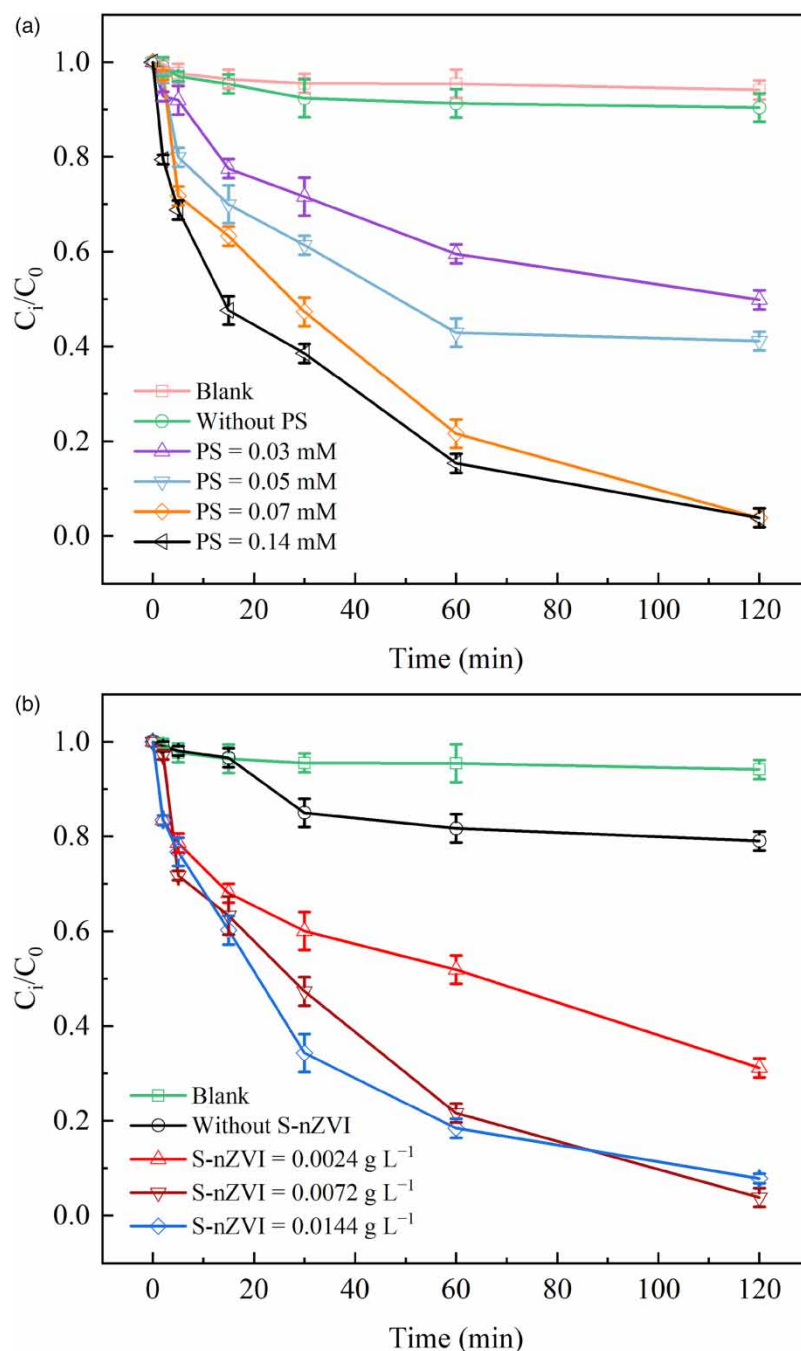 (a)
1.0
0.8
0.6
0.4
0.2
0.0
C_i/C_0
Blank
Without PS
PS = 0.03 mM
PS = 0.05 mM
PS = 0.07 mM
PS = 0.14 mM
0 20 40 60 80 100 120
Time (min)
(b)
1.0
0.8
0.6
0.4
0.2
0.0
C_i/C_0
Blank
Without S-nZVI
S-nZVI = 0.0024 g L⁻¹
S-nZVI = 0.0072 g L⁻¹
S-nZVI = 0.0144 g L⁻¹
0 20 40 60 80 100 120
Time (min)